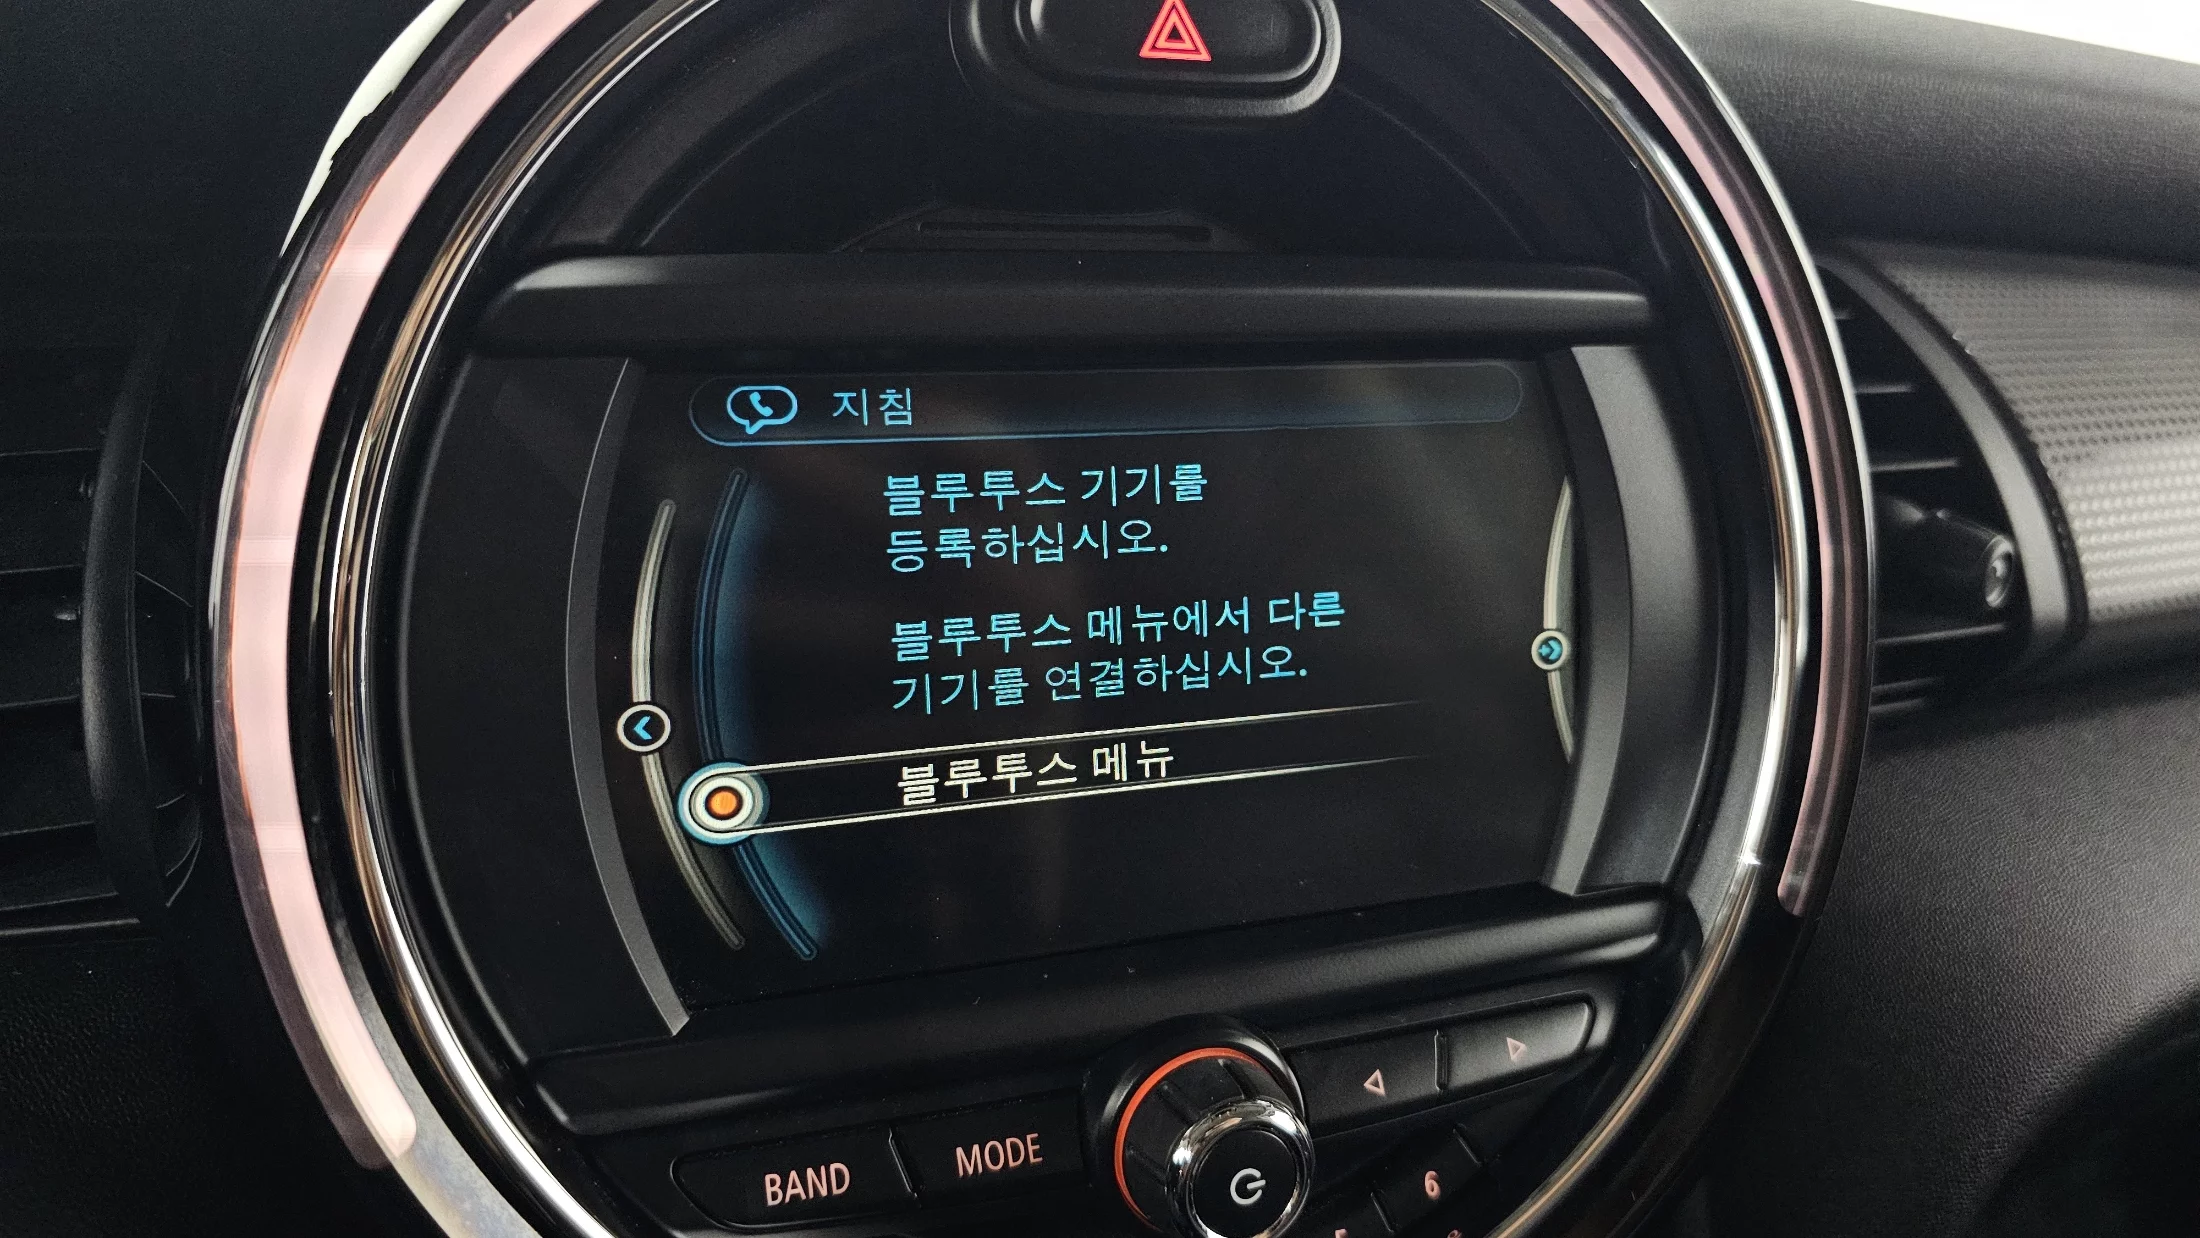 지침
블루투스 기기를
등록하십시오.
블루투스 메뉴에서 다른
기기를 연결하십시오.
블루투스 메뉴
BAND
MODE
6